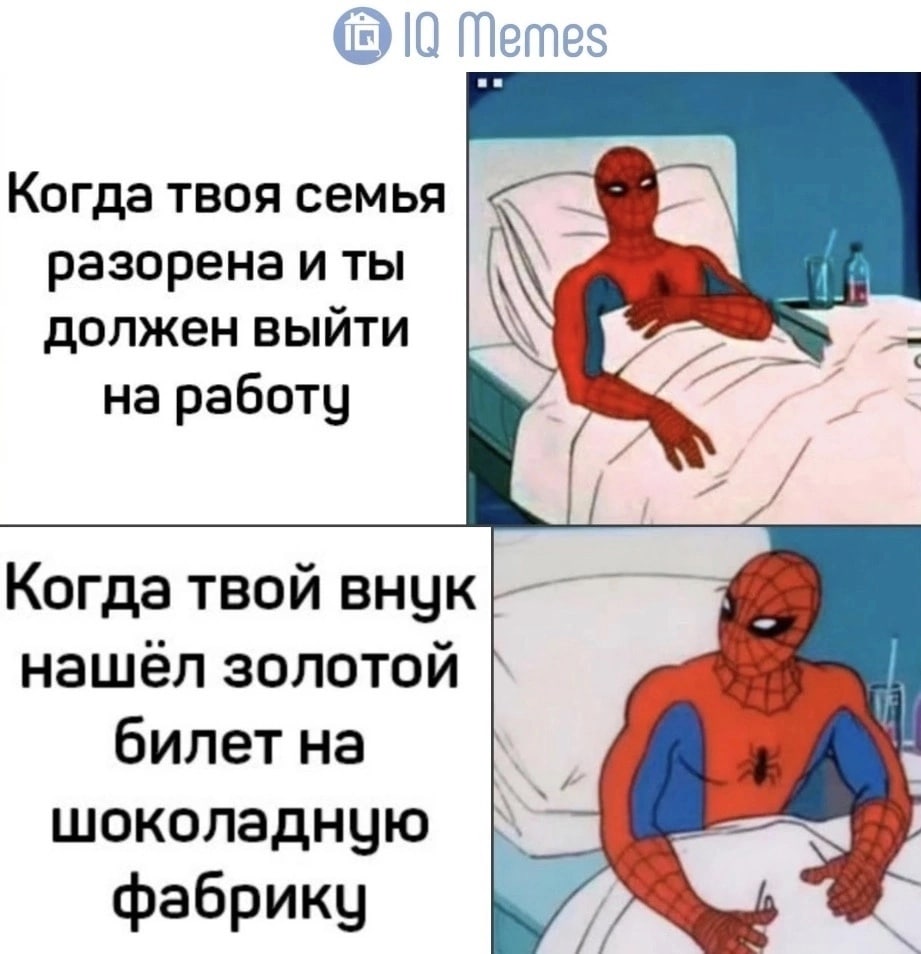 IQ Memes
Когда твоя семья
разорена и ты
должен выйти
на работу
Когда твой внук
нашёл золотой
билет на
шоколадную
фабрику